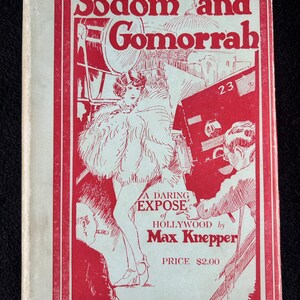 Sodom and
Gomorrah
23
A DARING
EXPOSE
of
HOLLYWOOD by
Max Knepper
PRICE $2.00